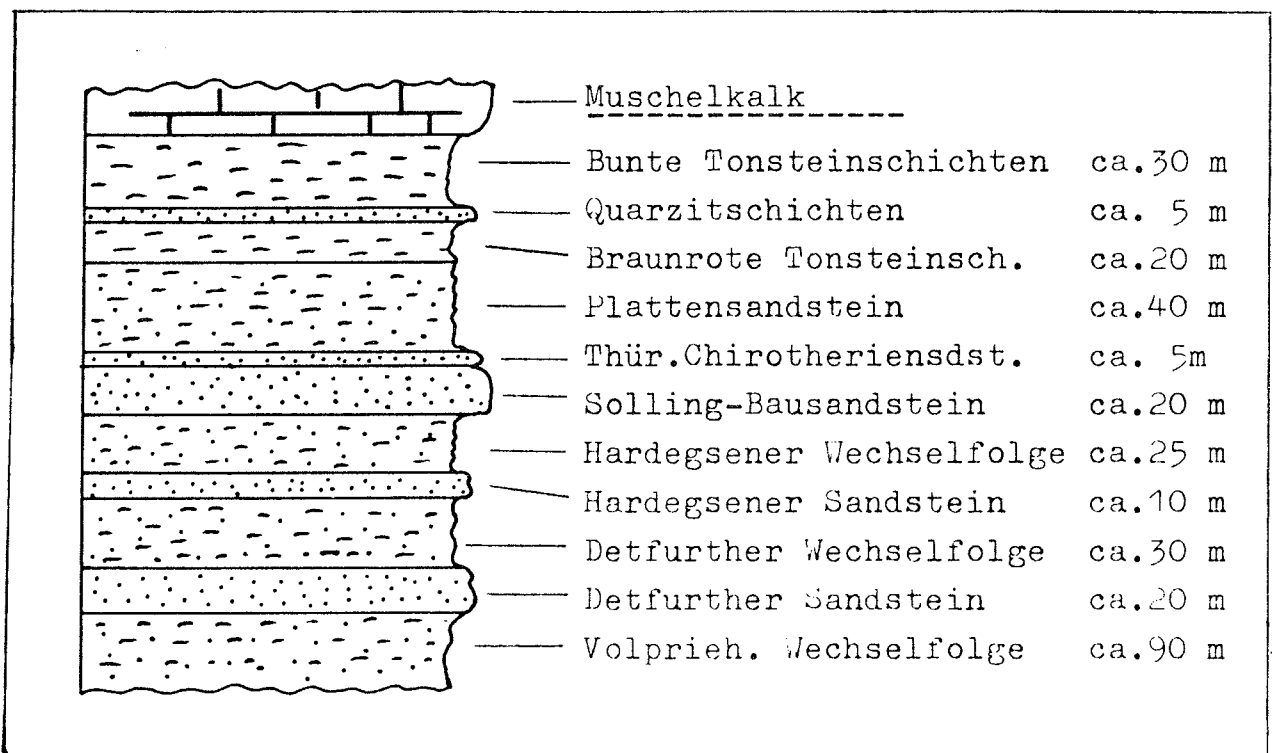 Muschelkalk
Bunte Tonsteinschichten ca.30 m
Quarzitschichten ca. 5 m
Braunrote Tonsteinsch. ca.20 m
Plattensandstein ca.40 m
Thür.Chirotheriensdst. ca. 5m
Solling-Bausandstein ca.20 m
Hardegsener Wechselfolge ca.25 m
Hardegsener Sandstein ca.10 m
Detfurther Wechselfolge ca.30 m
Detfurther Sandstein ca.20 m
Volprieh. Wechselfolge ca.90 m